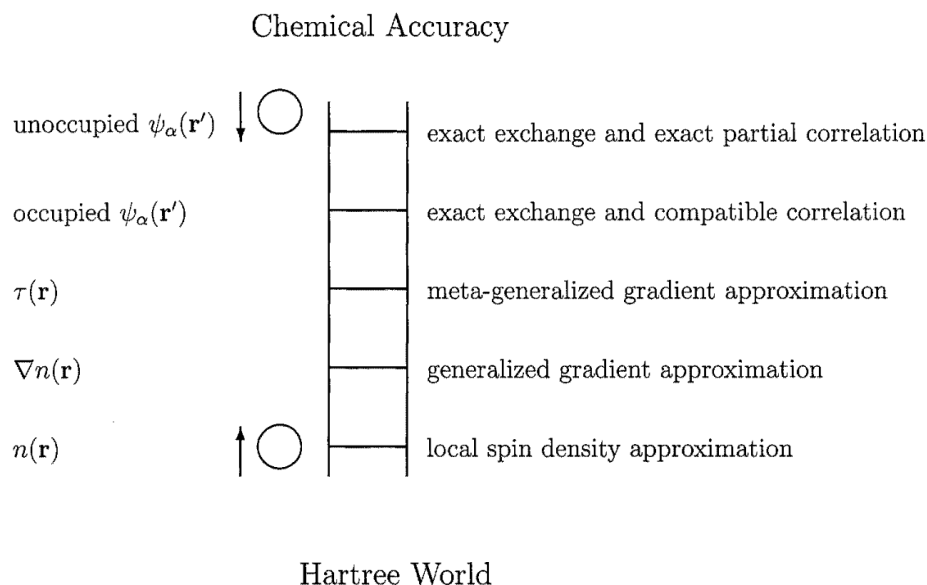 Chemical Accuracy
unoccupied ψα(r′) exact exchange and exact partial correlation
occupied ψα(r′) exact exchange and compatible correlation
τ(r) meta-generalized gradient approximation
∇n(r) generalized gradient approximation
n(r) local spin density approximation
Hartree World